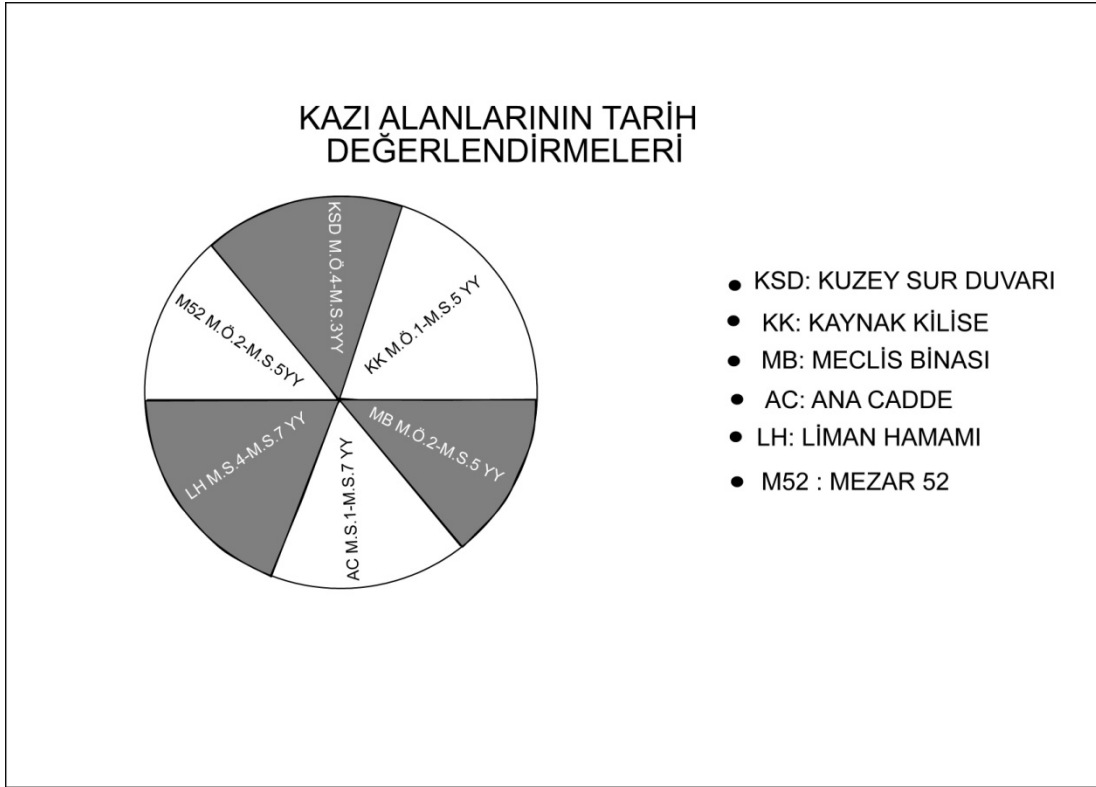 KAZI ALANLARININ TARİH
DEĞERLENDİRMELERİ
KSD M.Ö.4-M.S.3YY
KK M.Ö.1-M.S.5 YY
MB M.Ö.2-M.S.5 YY
AC M.S.1-M.S.7 YY
LH M.S.4-M.S.7 YY
M52 M.Ö.2-M.S.5YY
● KSD: KUZEY SUR DUVARI
● KK: KAYNAK KİLİSE
● MB: MECLİS BİNASI
● AC: ANA CADDE
● LH: LİMAN HAMAMI
● M52 : MEZAR 52